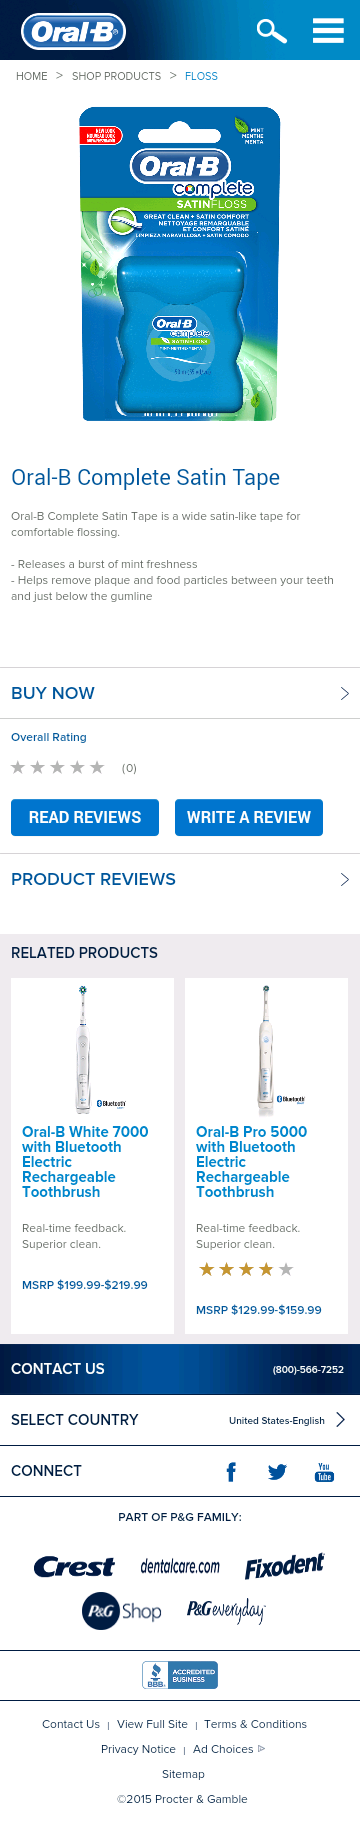 Oral-B
HOME > SHOP PRODUCTS > FLOSS
NEW LOOK
MINT
MENTHE
MENTA
Oral-B
complete
SATINFLOSS
GREAT CLEAN + SATIN COMFORT
NETTOYAGE REMARQUABLE
ET CONFORT SATINÉ
LIMPIEZA MARAVILLOSA + SATIN CÓMODO
Oral-B
complete
SATINFLOSS
Oral-B Complete Satin Tape
Oral-B Complete Satin Tape is a wide satin-like tape for
comfortable flossing.
- Releases a burst of mint freshness
- Helps remove plaque and food particles between your teeth
and just below the gumline
BUY NOW
Overall Rating
(0)
READ REVIEWS WRITE A REVIEW
PRODUCT REVIEWS
RELATED PRODUCTS
Bluetooth
Oral-B White 7000
with Bluetooth
Electric
Rechargeable
Toothbrush
Real-time feedback.
Superior clean.
MSRP $199.99-$219.99
Bluetooth
Oral-B Pro 5000
with Bluetooth
Electric
Rechargeable
Toothbrush
Real-time feedback.
Superior clean.
MSRP $129.99-$159.99
CONTACT US (800)-566-7252
SELECT COUNTRY United States-English
CONNECT f You Tube
PART OF P&G FAMILY:
Crest dentalcare.com Fixodent
P&G Shop P&G everyday
BBB. ACCREDITED BUSINESS
Contact Us | View Full Site | Terms & Conditions
Privacy Notice | Ad Choices
Sitemap
©2015 Procter & Gamble